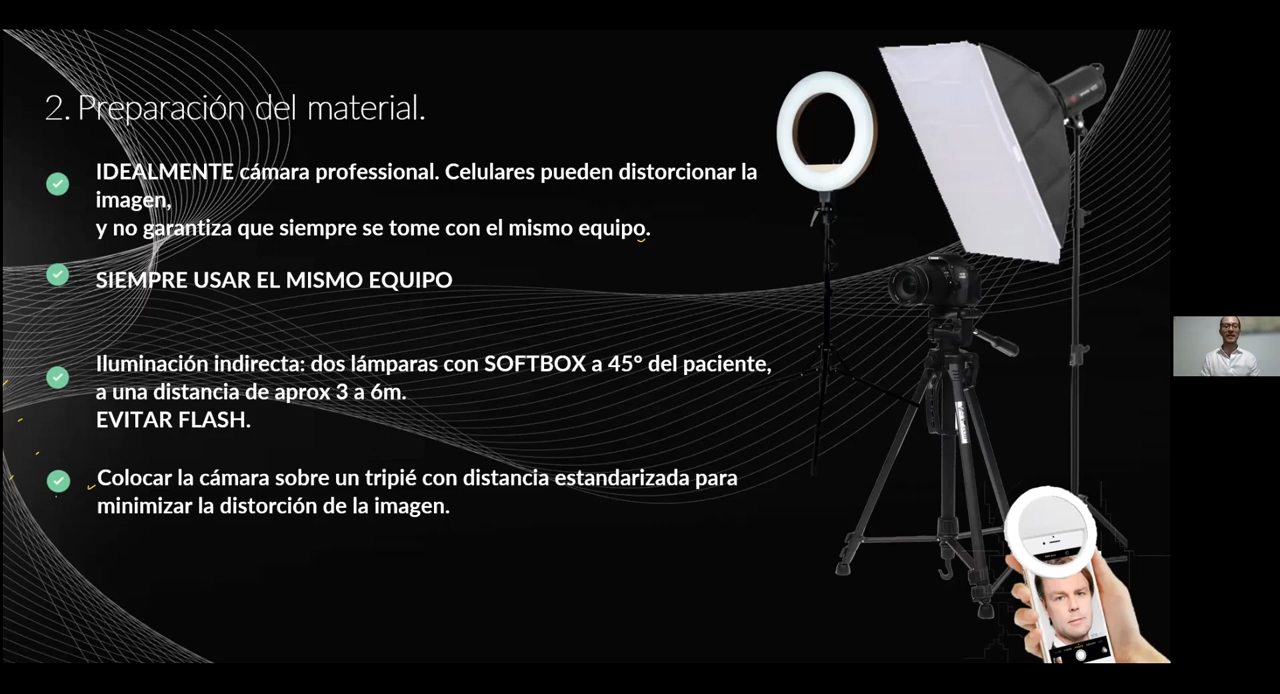 2. Preparación del material.
IDEALMENTE cámara professional. Celulares pueden distorcionar la
imagen,
y no garantiza que siempre se tome con el mismo equipo.
SIEMPRE USAR EL MISMO EQUIPO
Iluminación indirecta: dos lámparas con SOFTBOX a 45° del paciente,
a una distancia de aprox 3 a 6m.
EVITAR FLASH.
Colocar la cámara sobre un tripié con distancia estandarizada para
minimizar la distorción de la imagen.